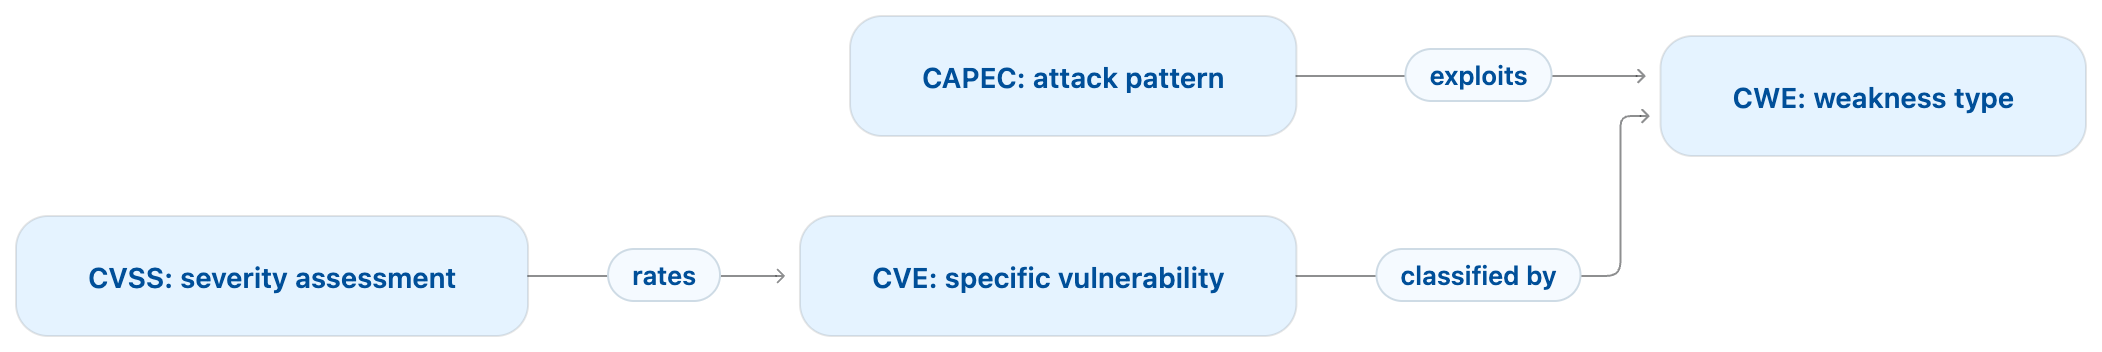 CAPEC: attack pattern
exploits
CWE: weakness type
CVSS: severity assessment
rates
CVE: specific vulnerability
classified by